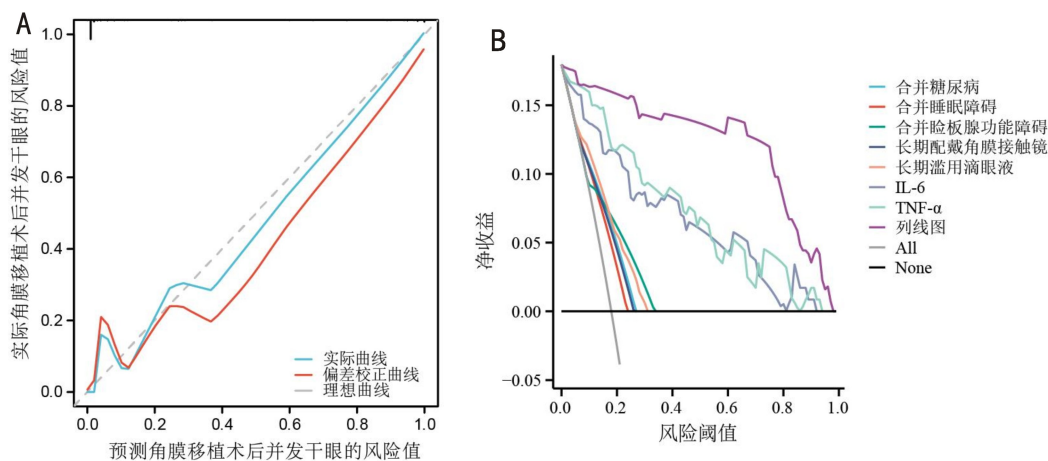 A
实际角膜移植术后并发干眼的风险值
1.0
0.8
0.6
0.4
0.2
0.0
实际曲线
偏差校正曲线
理想曲线
0.0 0.2 0.4 0.6 0.8 1.0
预测角膜移植术后并发干眼的风险值
B
净收益
0.15
0.10
0.05
0.00
−0.05
0.0 0.2 0.4 0.6 0.8 1.0
风险阈值
合并糖尿病
合并睡眠障碍
合并睑板腺功能障碍
长期配戴角膜接触镜
长期滥用滴眼液
IL-6
TNF-α
列线图
All
None